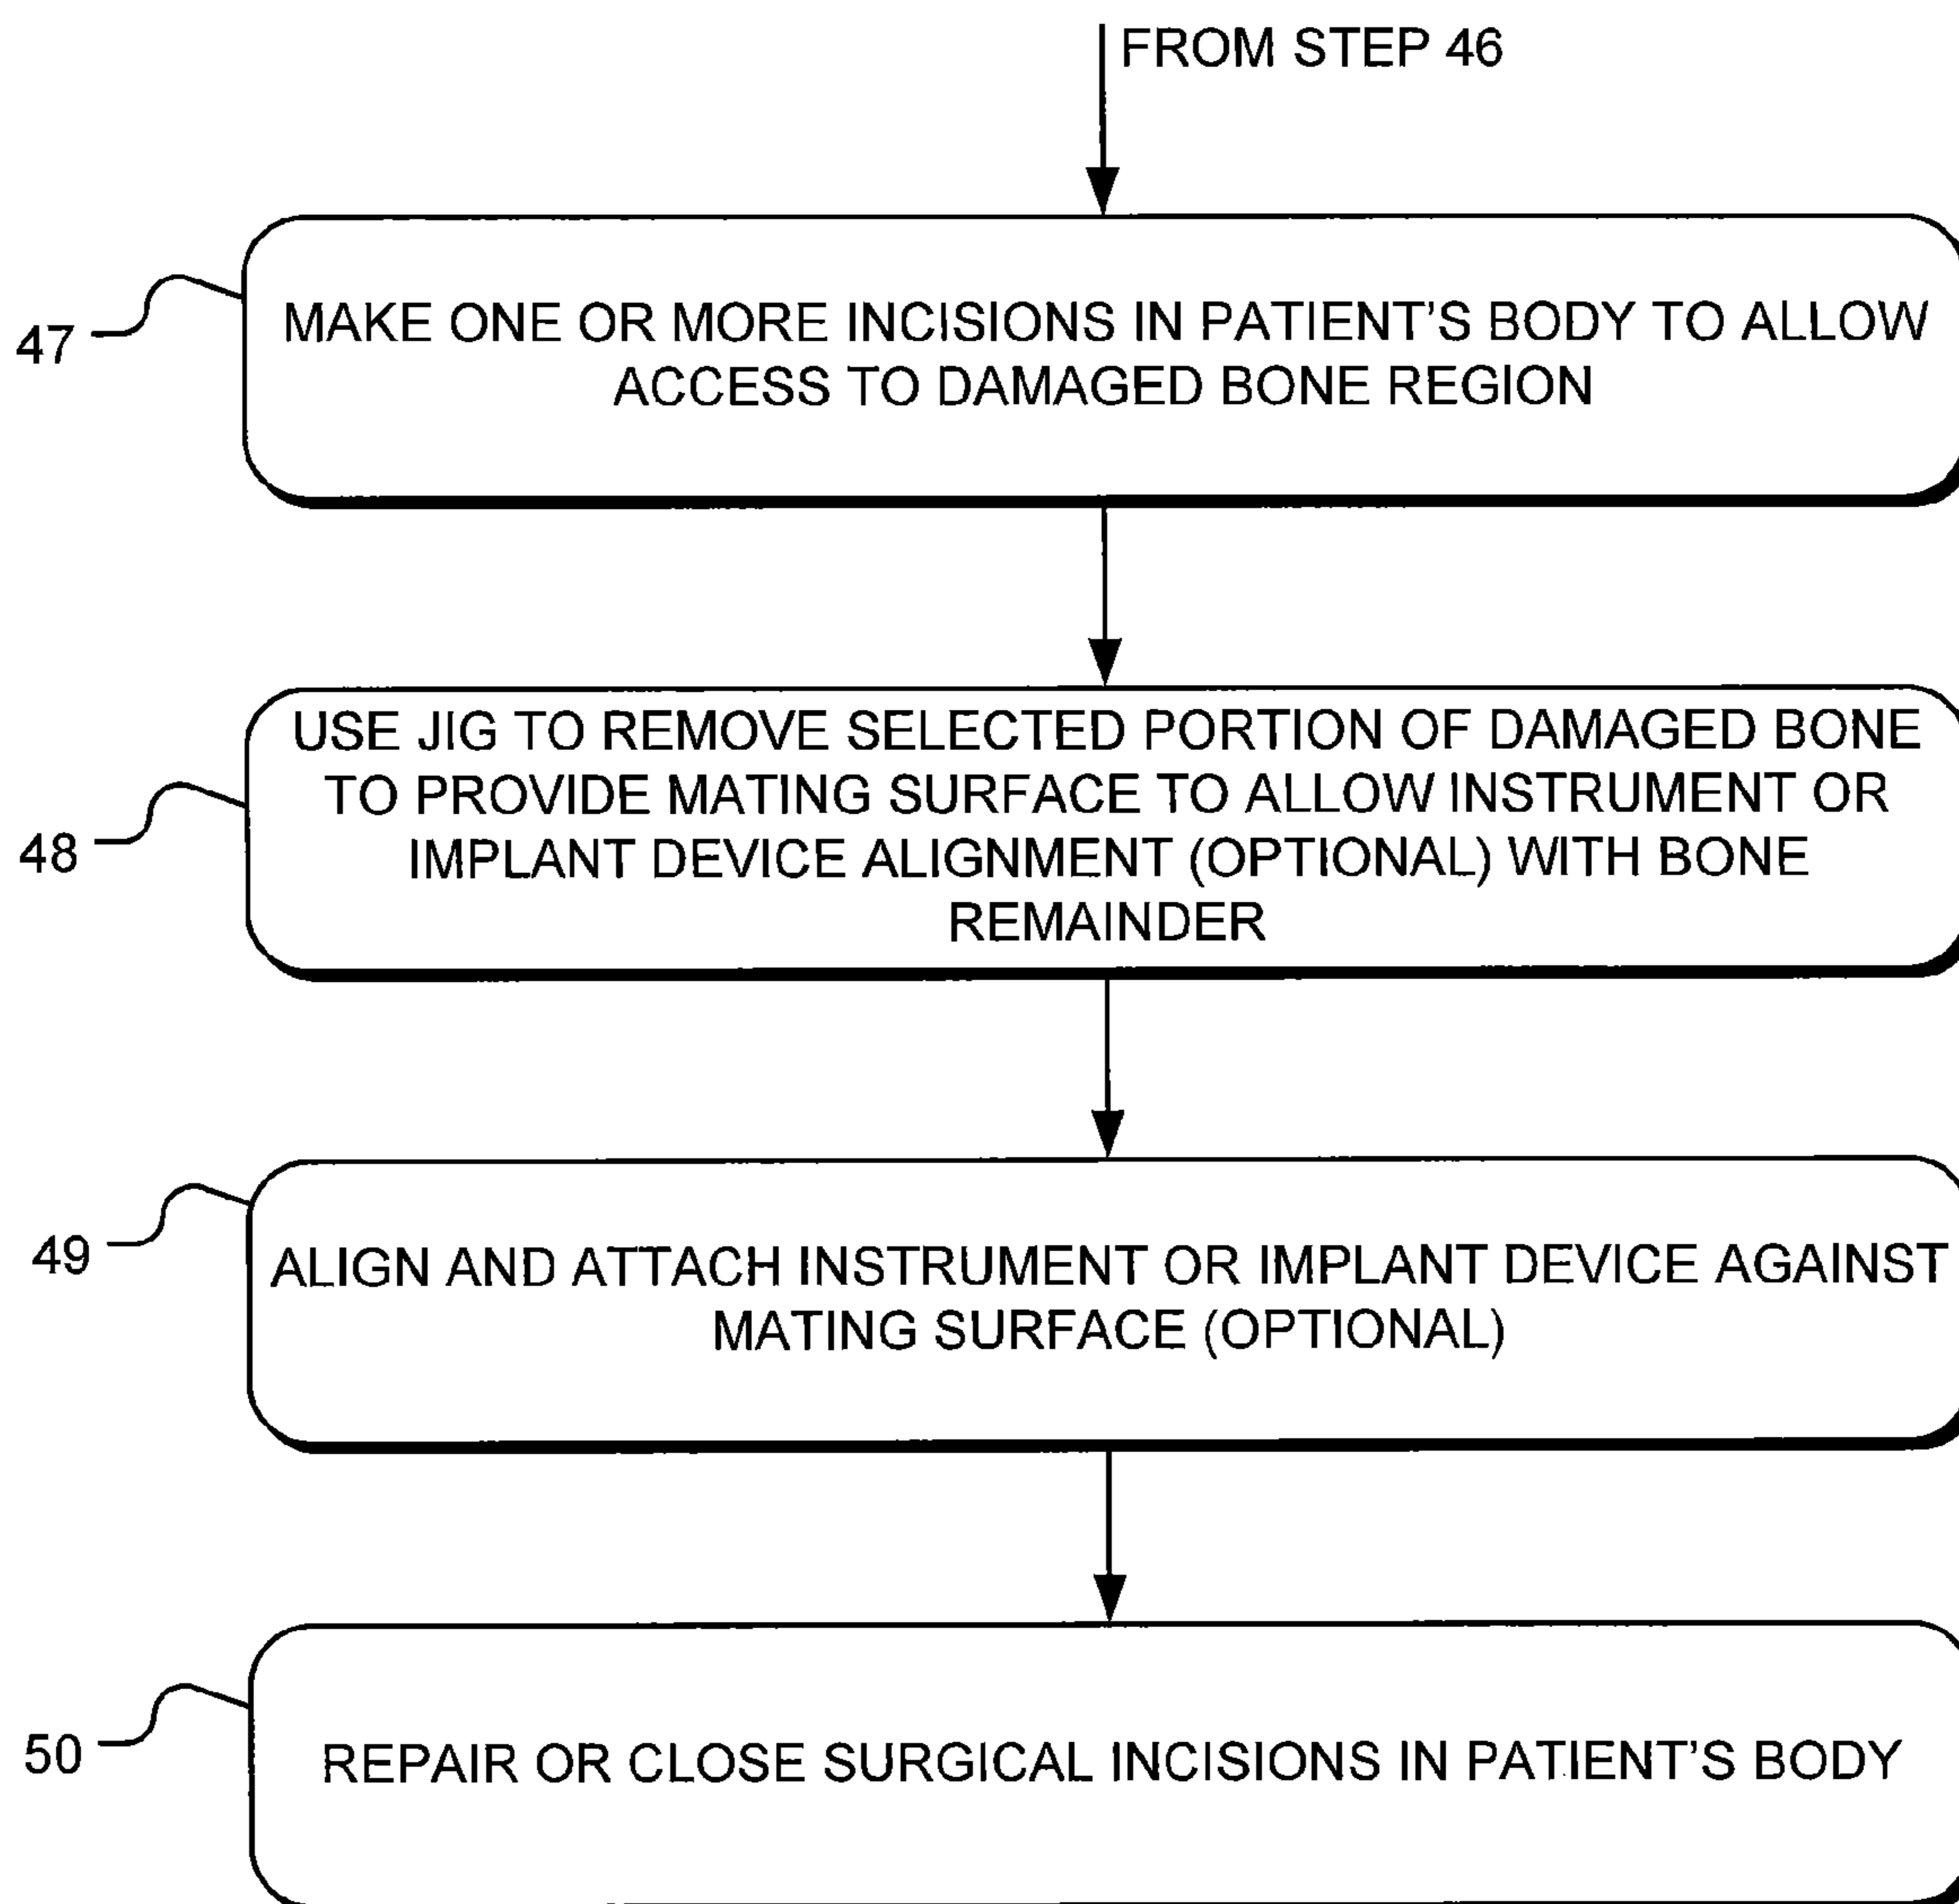 FROM STEP 46
47
MAKE ONE OR MORE INCISIONS IN PATIENT'S BODY TO ALLOW
ACCESS TO DAMAGED BONE REGION
48
USE JIG TO REMOVE SELECTED PORTION OF DAMAGED BONE
TO PROVIDE MATING SURFACE TO ALLOW INSTRUMENT OR
IMPLANT DEVICE ALIGNMENT (OPTIONAL) WITH BONE
REMAINDER
49
ALIGN AND ATTACH INSTRUMENT OR IMPLANT DEVICE AGAINST
MATING SURFACE (OPTIONAL)
50
REPAIR OR CLOSE SURGICAL INCISIONS IN PATIENT'S BODY